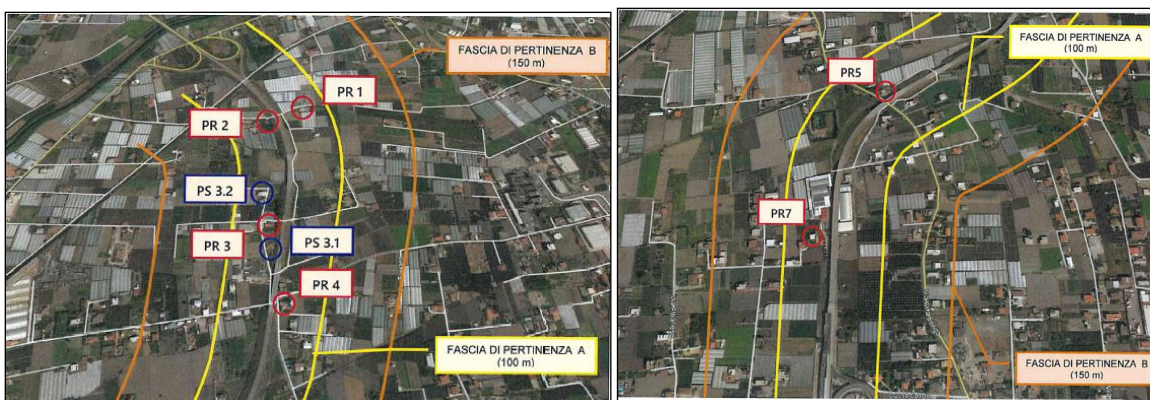 FASCIA DI PERTINENZA B
(150 m)
PR 1
PR 2
PS 3.2
PR 3
PS 3.1
PR 4
FASCIA DI PERTINENZA A
(100 m)
FASCIA DI PERTINENZA A
(100 m)
PR5
PR7
FASCIA DI PERTINENZA B
(150 m)